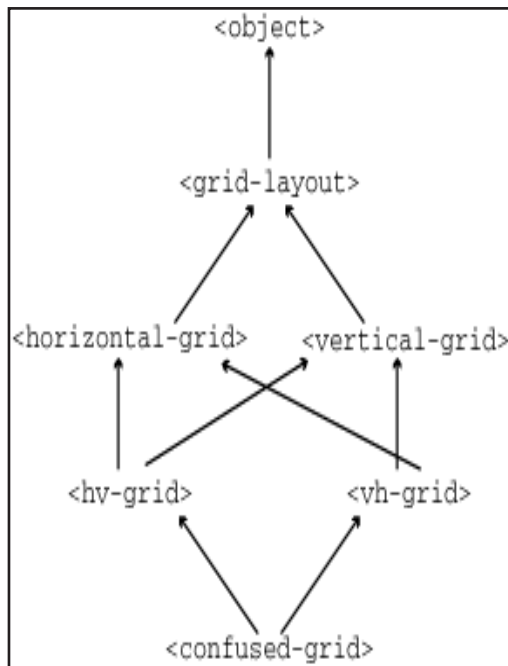 <object>
<grid-layout>
<horizontal-grid> <vertical-grid>
<hv-grid> <vh-grid>
<confused-grid>